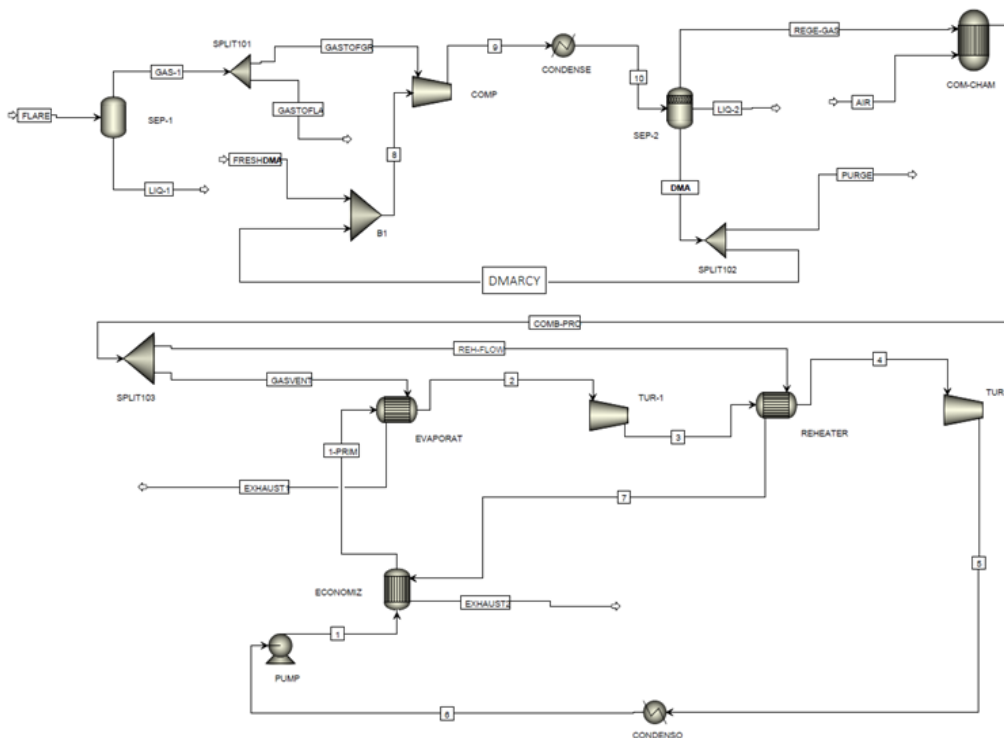 REGE-GAS
SPLIT101
GASTOFGR
9
CONDENSE
COM-CHAM
GAS-1
10
COMP
AIR
FLARE
SEP-1
GASTOFLA
SEP-2
LIQ-2
FRESHDMA
8
LIQ-1
DMA
PURGE
B1
SPLIT102
DMARCY
COMB-PRO
REH-FLOW
GASVENT
2
4
SPLIT103
TUR-1
TUR
EVAPORAT
3
REHEATER
1-PRIM
EXHAUST1
7
5
ECONOMIZ
EXHAUST2
1
PUMP
6
CONDENSO